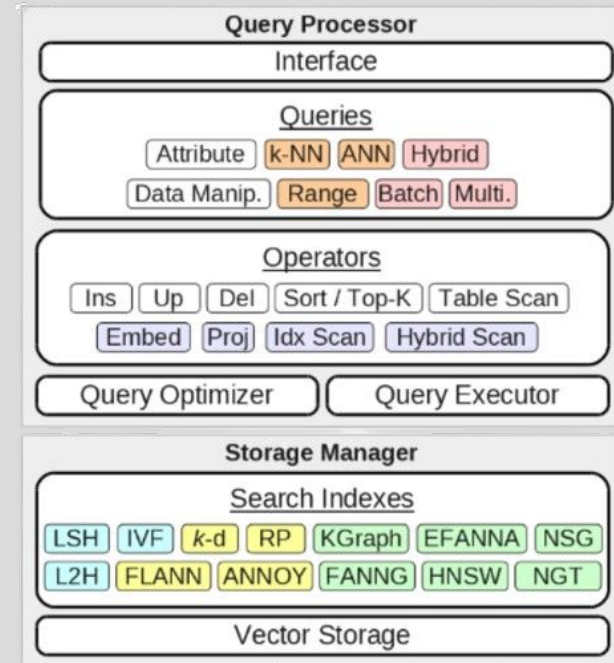 Query Processor
Interface
Queries
Attribute k-NN ANN Hybrid
Data Manip. Range Batch Multi.
Operators
Ins Up Del Sort / Top-K Table Scan
Embed Proj Idx Scan Hybrid Scan
Query Optimizer Query Executor
Storage Manager
Search Indexes
LSH IVF k-d RP KGraph EFANNA NSG
L2H FLANN ANNOY FANNG HNSW NGT
Vector Storage